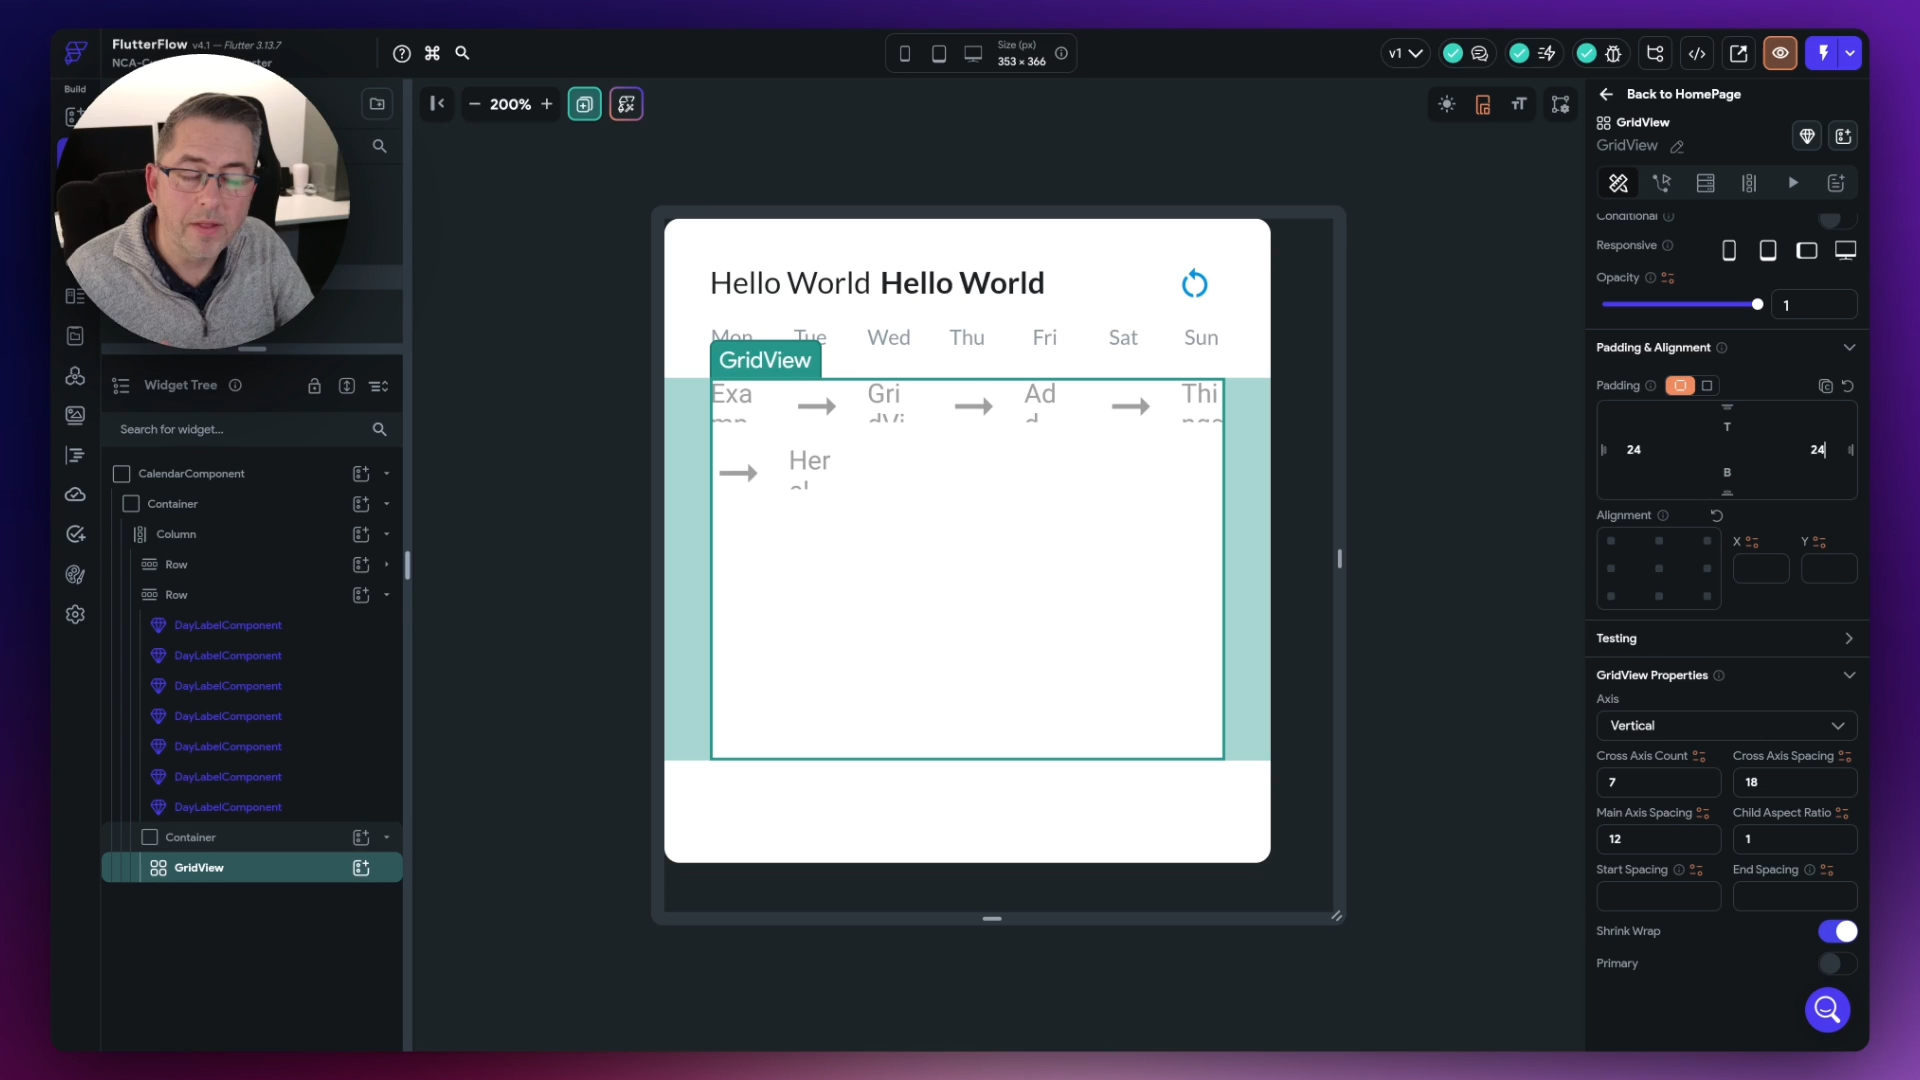 FlutterFlow v4.1 — Flutter 3.13.7
Size (px)
353 × 366
v1
Build
200%
Back to HomePage
GridView
GridView
Conditional
Responsive
Opacity
1
Hello World Hello World
Mon Tue Wed Thu Fri Sat Sun
GridView
Exa
Gri
Ad
Thi
Her
Padding & Alignment
Padding
T
24
24
B
Alignment
X
Y
Testing
GridView Properties
Axis
Vertical
Cross Axis Count
Cross Axis Spacing
7
18
Main Axis Spacing
Child Aspect Ratio
12
1
Start Spacing
End Spacing
Shrink Wrap
Primary
Widget Tree
Search for widget...
CalendarComponent
Container
Column
Row
Row
DayLabelComponent
DayLabelComponent
DayLabelComponent
DayLabelComponent
DayLabelComponent
DayLabelComponent
DayLabelComponent
Container
GridView